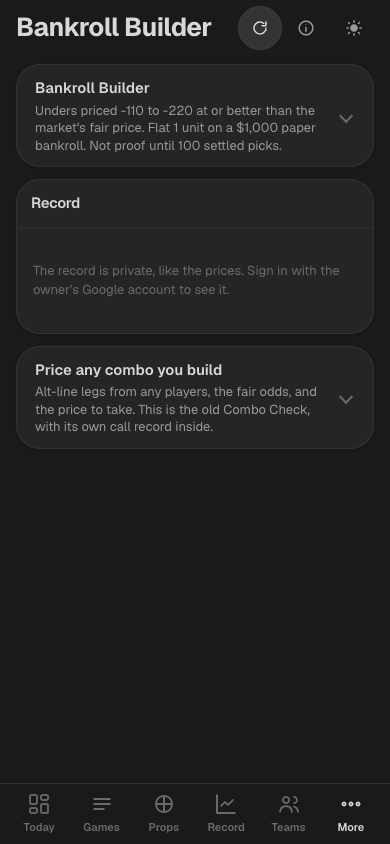 Bankroll Builder
Bankroll Builder
Unders priced -110 to -220 at or better than the
market's fair price. Flat 1 unit on a $1,000 paper
bankroll. Not proof until 100 settled picks.
Record
The record is private, like the prices. Sign in with the
owner's Google account to see it.
Price any combo you build
Alt-line legs from any players, the fair odds, and
the price to take. This is the old Combo Check,
with its own call record inside.
Today Games Props Record Teams More